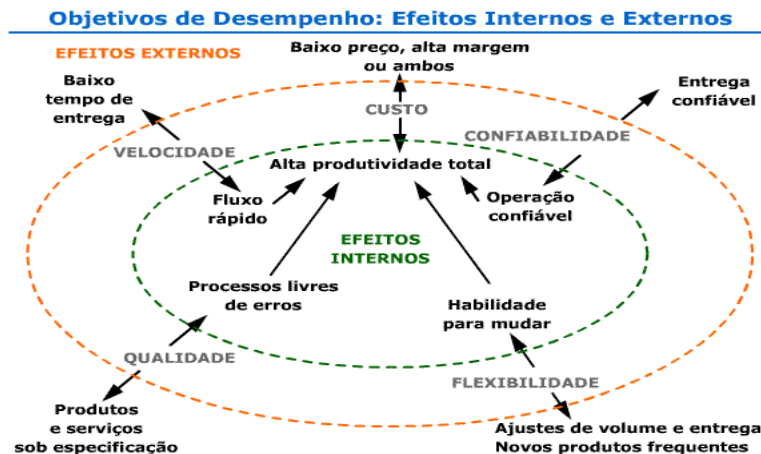 Objetivos de Desempenho: Efeitos Internos e Externos
EFEITOS EXTERNOS
Baixo preço, alta margem
ou ambos
Baixo
tempo de
entrega
Entrega
confiável
CUSTO
CONFIABILIDADE
VELOCIDADE
Alta produtividade total
Fluxo
rápido
Operação
confiável
EFEITOS
INTERNOS
Processos livres
de erros
Habilidade
para mudar
QUALIDADE
FLEXIBILIDADE
Produtos
e serviços
sob especificação
Ajustes de volume e entrega
Novos produtos frequentes